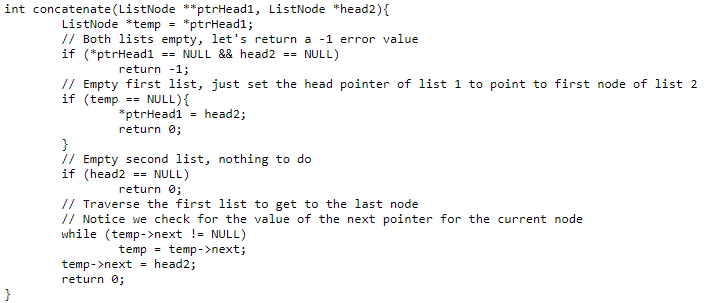 int concatenate(ListNode **ptrHead1, ListNode *head2){
        ListNode *temp = *ptrHead1;
        // Both lists empty, let's return a -1 error value
        if (*ptrHead1 == NULL && head2 == NULL)
                return -1;
        // Empty first list, just set the head pointer of list 1 to point to first node of list 2
        if (temp == NULL){
                *ptrHead1 = head2;
                return 0;
        }
        // Empty second list, nothing to do
        if (head2 == NULL)
                return 0;
        // Traverse the first list to get to the last node
        // Notice we check for the value of the next pointer for the current node
        while (temp->next != NULL)
                temp = temp->next;
        temp->next = head2;
        return 0;
}